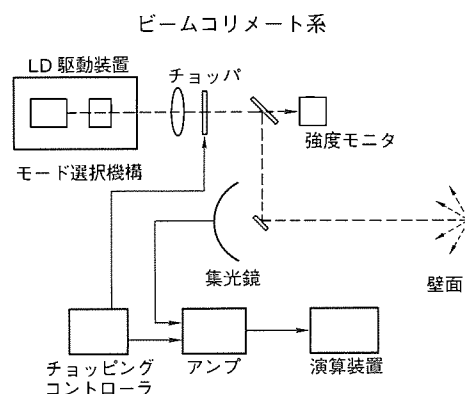 ビームコリメート系
LD 駆動装置
チョッパ
強度モニタ
モード選択機構
集光鏡
壁面
チョッピング
コントローラ
アンプ
演算装置